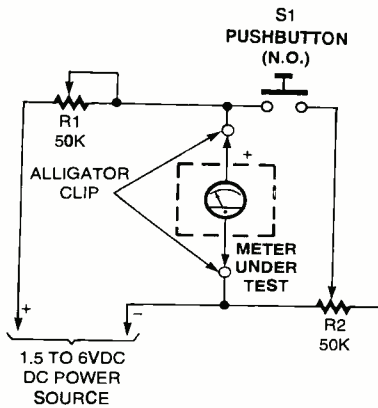 S1
PUSHBUTTON
(N.O.)
R1
50K
ALLIGATOR
CLIP
+
METER
UNDER
TEST
+
−
R2
50K
1.5 TO 6VDC
DC POWER
SOURCE